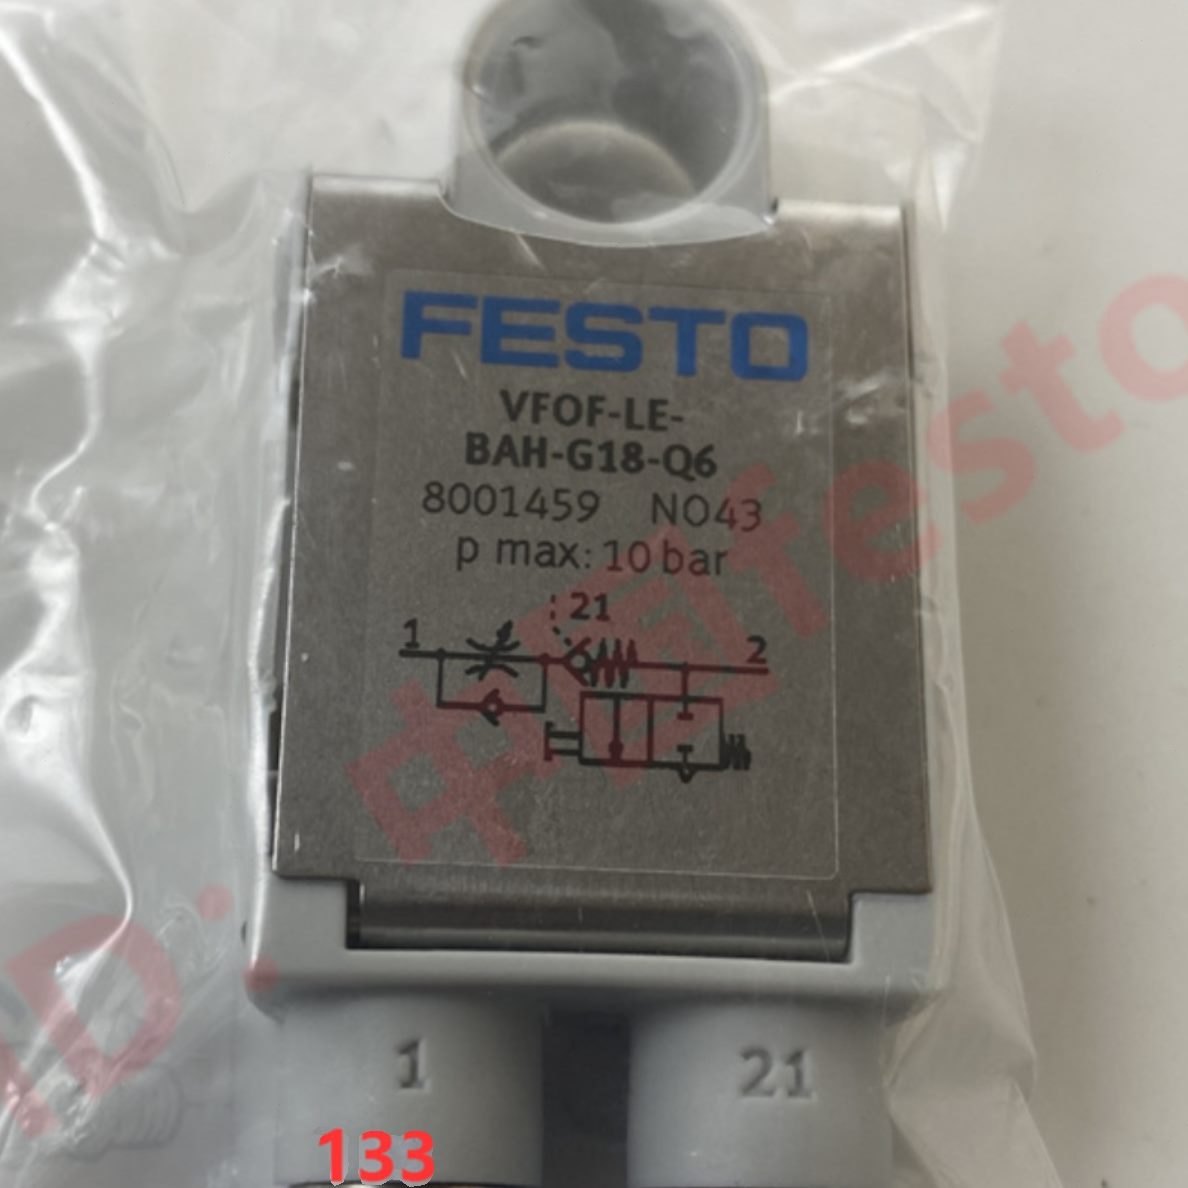 FESTO
VFOF-LE-
BAH-G18-Q6
8001459 NO43
p max: 10 bar
21
1
2
1
21
133